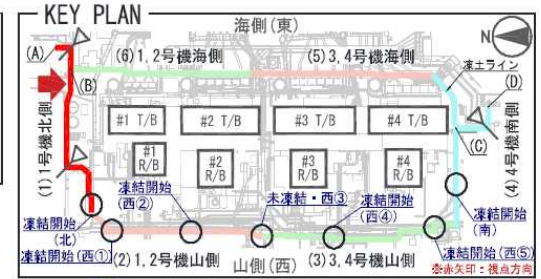 KEY PLAN
海側(東)
N
(A)
(6)1,2号機海側
(5)3,4号機海側
凍土ライン
(B)
(D)
#1 T/B
#2 T/B
#3 T/B
#4 T/B
(C)
(1)1号機北側
(4)4号機南側
#1
R/B
#2
R/B
#3
R/B
#4
R/B
凍結開始
(西②)
未凍結・西③
凍結開始
(西④)
凍結開始
(北)
凍結開始
(南)
凍結開始(西①)
(2)1,2号機山側
山側(西)
(3)3,4号機山側
凍結開始(西⑤)
※赤矢印:視点方向